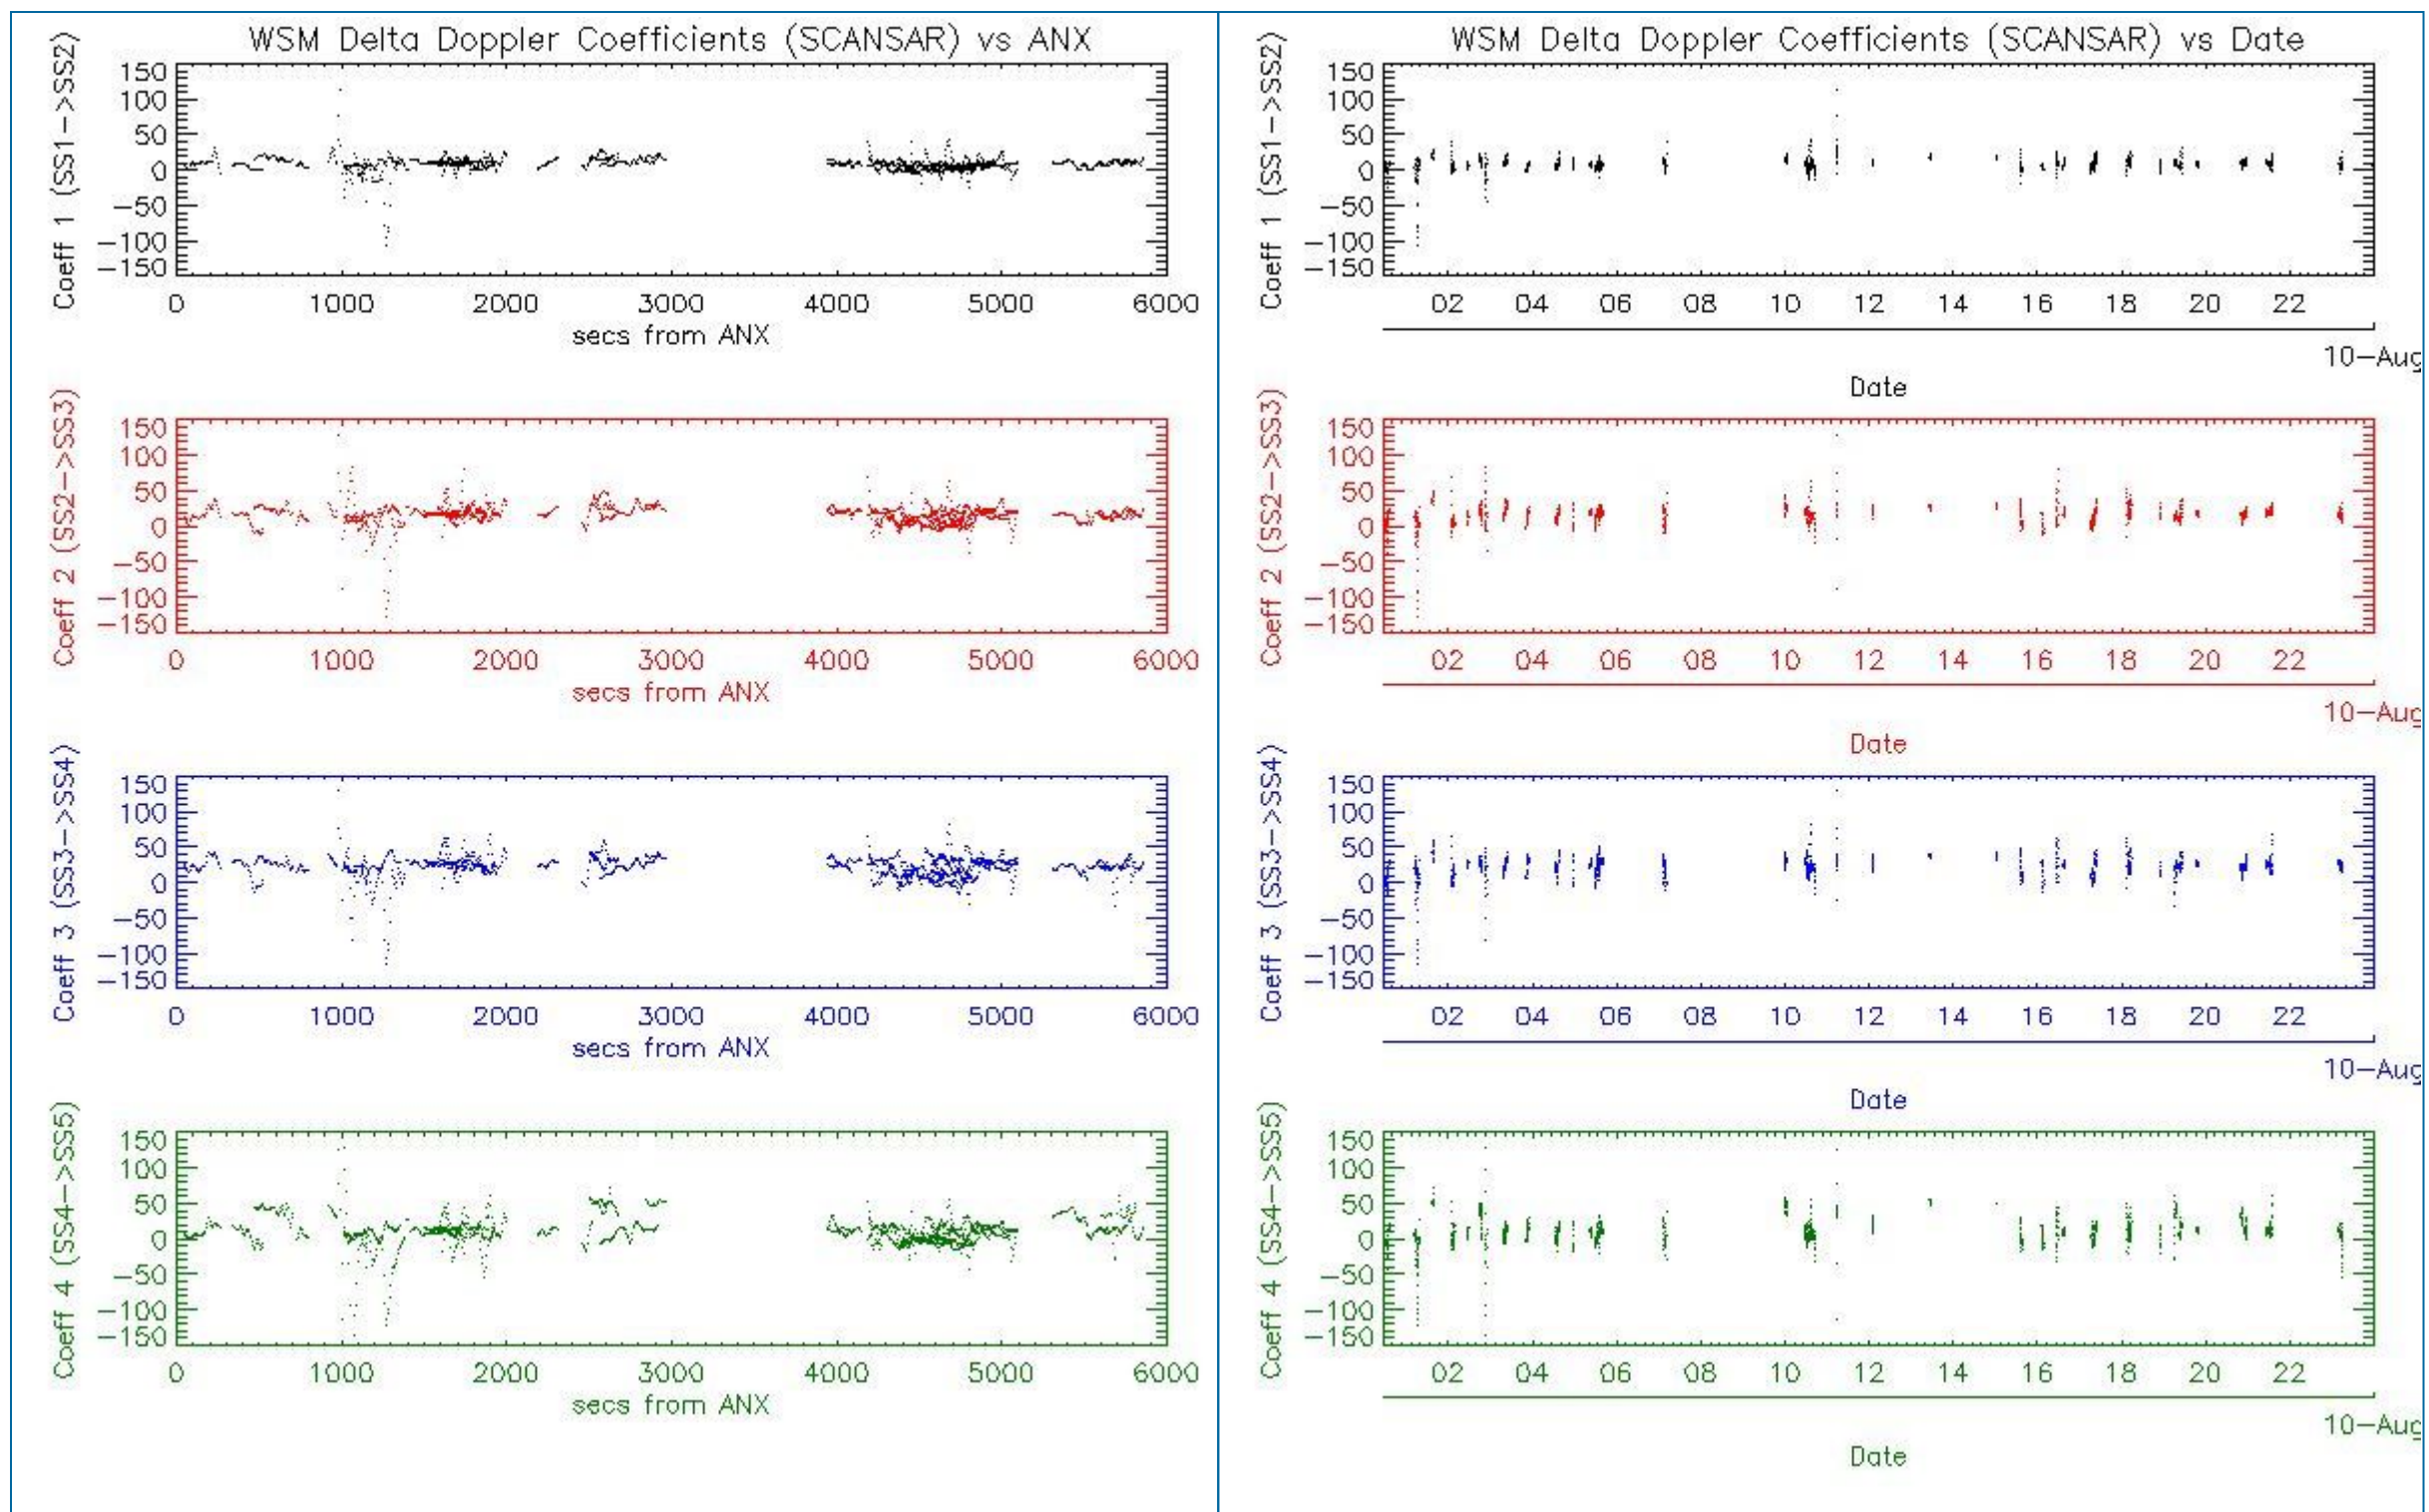 WSM Delta Doppler Coefficients (SCANSAR) vs ANX
Coeff 1 (SS1->SS2)
150
100
50
0
-50
-100
-150
0 1000 2000 3000 4000 5000 6000
secs from ANX
Coeff 2 (SS2->SS3)
150
100
50
0
-50
-100
-150
0 1000 2000 3000 4000 5000 6000
secs from ANX
Coeff 3 (SS3->SS4)
150
100
50
0
-50
-100
-150
0 1000 2000 3000 4000 5000 6000
secs from ANX
Coeff 4 (SS4->SS5)
150
100
50
0
-50
-100
-150
0 1000 2000 3000 4000 5000 6000
secs from ANX
WSM Delta Doppler Coefficients (SCANSAR) vs Date
Coeff 1 (SS1->SS2)
150
100
50
0
-50
-100
-150
02 04 06 08 10 12 14 16 18 20 22
10-Aug
Date
Coeff 2 (SS2->SS3)
150
100
50
0
-50
-100
-150
02 04 06 08 10 12 14 16 18 20 22
10-Aug
Date
Coeff 3 (SS3->SS4)
150
100
50
0
-50
-100
-150
02 04 06 08 10 12 14 16 18 20 22
10-Aug
Date
Coeff 4 (SS4->SS5)
150
100
50
0
-50
-100
-150
02 04 06 08 10 12 14 16 18 20 22
10-Aug
Date